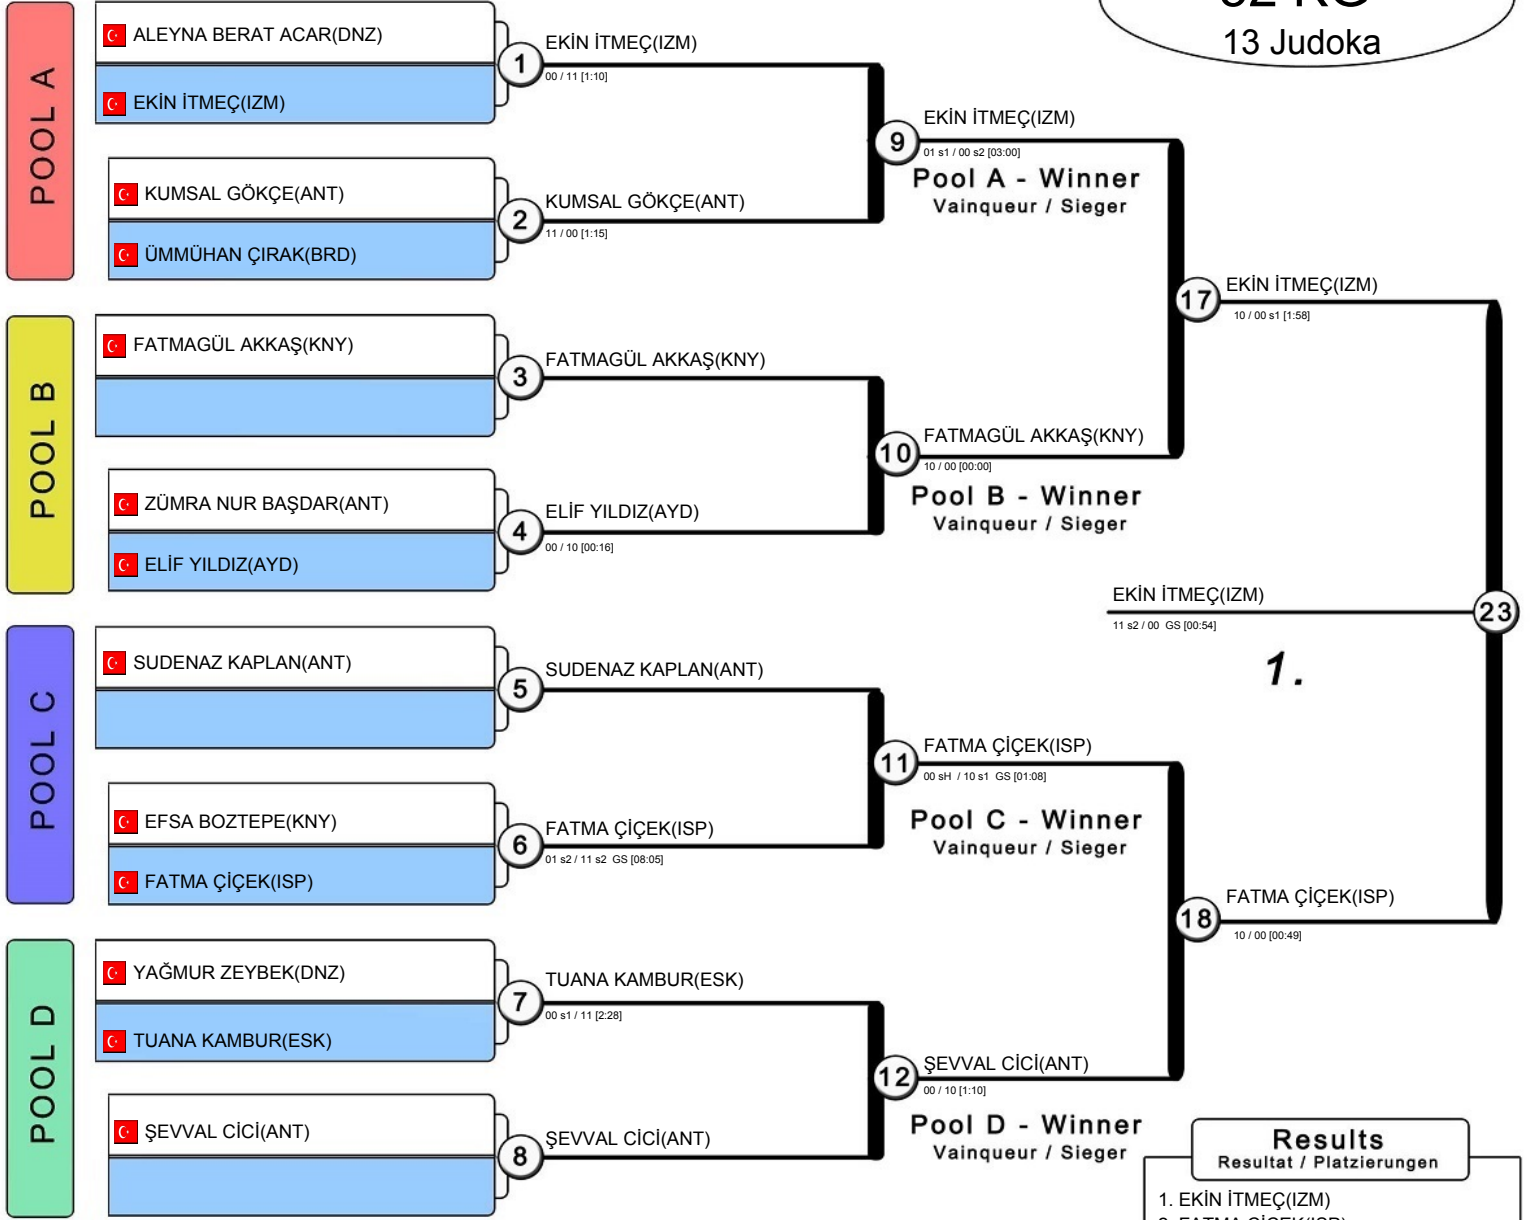 13 Judoka
POOL A
ALEYNA BERAT ACAR(DNZ)
EKİN İTMEÇ(IZM)
1
EKİN İTMEÇ(IZM)
00 / 11 [1:10]
KUMSAL GÖKÇE(ANT)
ÜMMÜHAN ÇIRAK(BRD)
2
KUMSAL GÖKÇE(ANT)
11 / 00 [1:15]
9
EKİN İTMEÇ(IZM)
01 s1 / 00 s2 [03:00]
Pool A - Winner
Vainqueur / Sieger
POOL B
FATMAGÜL AKKAŞ(KNY)
3
FATMAGÜL AKKAŞ(KNY)
ZÜMRA NUR BAŞDAR(ANT)
ELİF YILDIZ(AYD)
4
ELİF YILDIZ(AYD)
00 / 10 [00:16]
10
FATMAGÜL AKKAŞ(KNY)
10 / 00 [00:00]
Pool B - Winner
Vainqueur / Sieger
17
EKİN İTMEÇ(IZM)
10 / 00 s1 [1:58]
POOL C
SUDENAZ KAPLAN(ANT)
5
SUDENAZ KAPLAN(ANT)
EFSA BOZTEPE(KNY)
FATMA ÇİÇEK(ISP)
6
FATMA ÇİÇEK(ISP)
01 s2 / 11 s2 GS [08:05]
11
FATMA ÇİÇEK(ISP)
00 sH / 10 s1 GS [01:08]
Pool C - Winner
Vainqueur / Sieger
POOL D
YAĞMUR ZEYBEK(DNZ)
TUANA KAMBUR(ESK)
7
TUANA KAMBUR(ESK)
00 s1 / 11 [2:28]
ŞEVVAL CİCİ(ANT)
8
ŞEVVAL CİCİ(ANT)
12
ŞEVVAL CİCİ(ANT)
00 / 10 [1:10]
Pool D - Winner
Vainqueur / Sieger
18
FATMA ÇİÇEK(ISP)
10 / 00 [00:49]
EKİN İTMEÇ(IZM)
23
11 s2 / 00 GS [00:54]
1.
Results
Resultat / Platzierungen
1. EKİN İTMEÇ(IZM)